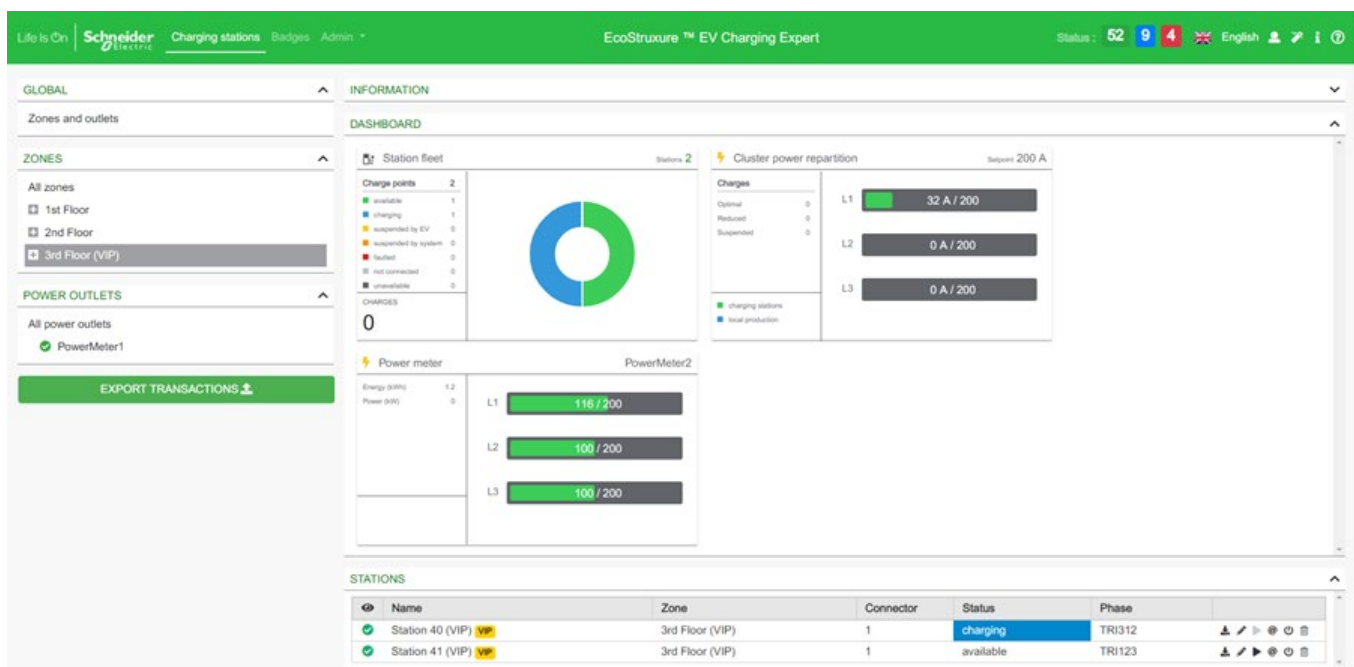 Life Is On Schneider Electric Charging stations Badges Admin EcoStruxure ™ EV Charging Expert Status : 52 9 4 English
GLOBAL
Zones and outlets
ZONES
All zones
1st Floor
2nd Floor
3rd Floor (VIP)
POWER OUTLETS
All power outlets
PowerMeter1
EXPORT TRANSACTIONS
INFORMATION
DASHBOARD
Station fleet Stations 2
Charge points 2
available 1
charging 1
suspended by EV 0
suspended by system 0
faulted 0
not connected 0
unavailable 0
CHARGES
0
Cluster power repartition Setpoint 200 A
Charges
Optimal 0
Reduced 0
Suspended 0
charging stations
local production
L1 32 A / 200
L2 0 A / 200
L3 0 A / 200
Power meter PowerMeter2
Energy (kWh) 12
Power (kW) 0
L1 116 / 200
L2 100 / 200
L3 100 / 200
STATIONS
Name Zone Connector Status Phase
Station 40 (VIP) VIP 3rd Floor (VIP) 1 charging TRI312
Station 41 (VIP) VIP 3rd Floor (VIP) 1 available TRI123